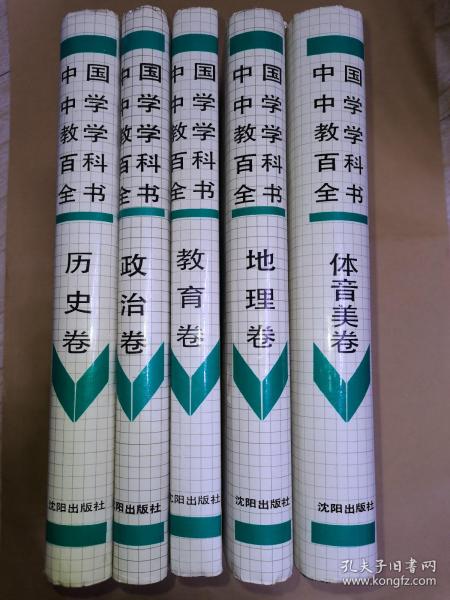 中国
中学
教学
百科
全书
历史卷
沈阳出版社
中国
中学
教学
百科
全书
政治卷
沈阳出版社
中国
中学
教学
百科
全书
教育卷
沈阳出版社
中国
中学
教学
百科
全书
地理卷
沈阳出版社
中国
中学
教学
百科
全书
体音美卷
沈阳出版社
孔夫子旧书网
www.kongfz.com